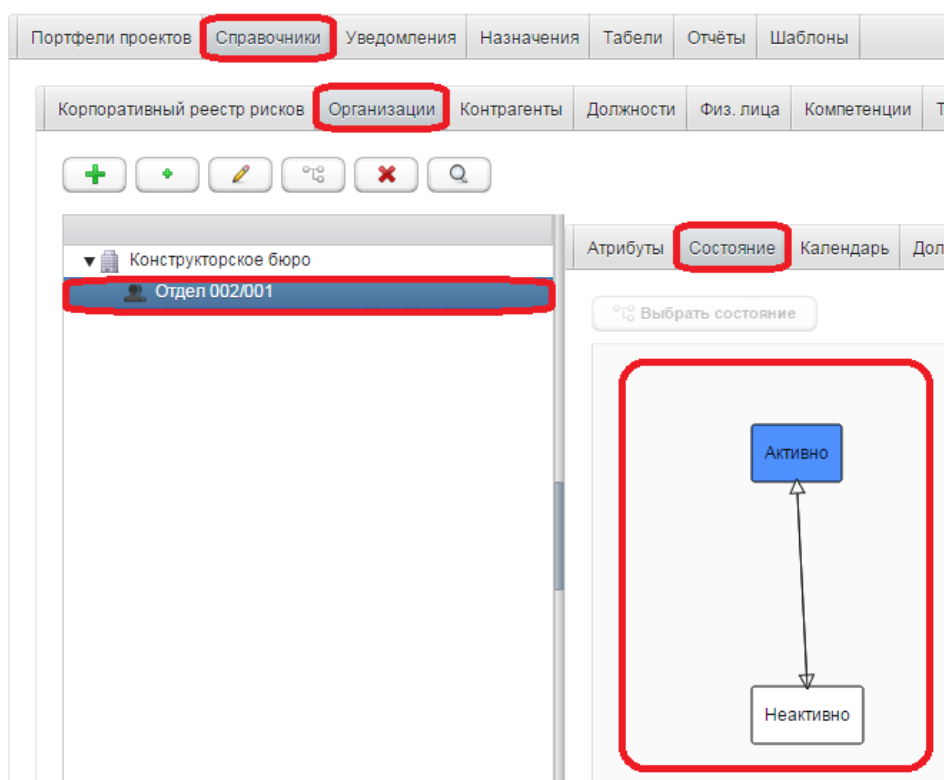 Портфели проектов Справочники Уведомления Назначения Табели Отчёты Шаблоны
Корпоративный реестр рисков Организации Контрагенты Должности Физ. лица Компетенции
Конструкторское бюро
Отдел 002/001
Атрибуты Состояние Календарь
Выбрать состояние
Активно
Неактивно